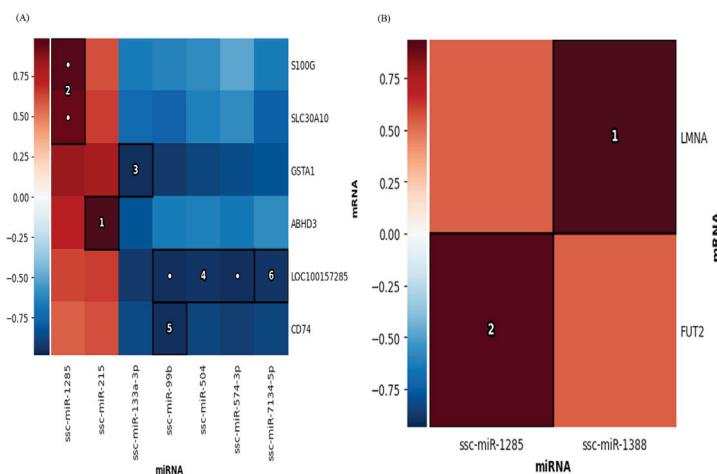 (A)
(B)
0.75
0.50
0.25
0.00
−0.25
−0.50
−0.75
2
3
1
4
6
5
S100G
SLC30A10
GSTA1
ABHD3
LOC100157285
CD74
mRNA
ssc-miR-1285
ssc-miR-215
ssc-miR-133a-3p
ssc-miR-99b
ssc-miR-504
ssc-miR-574-3p
ssc-miR-7134-5p
miRNA
0.75
0.50
0.25
0.00
−0.25
−0.50
−0.75
1
2
LMNA
FUT2
mRNA
ssc-miR-1285
ssc-miR-1388
miRNA